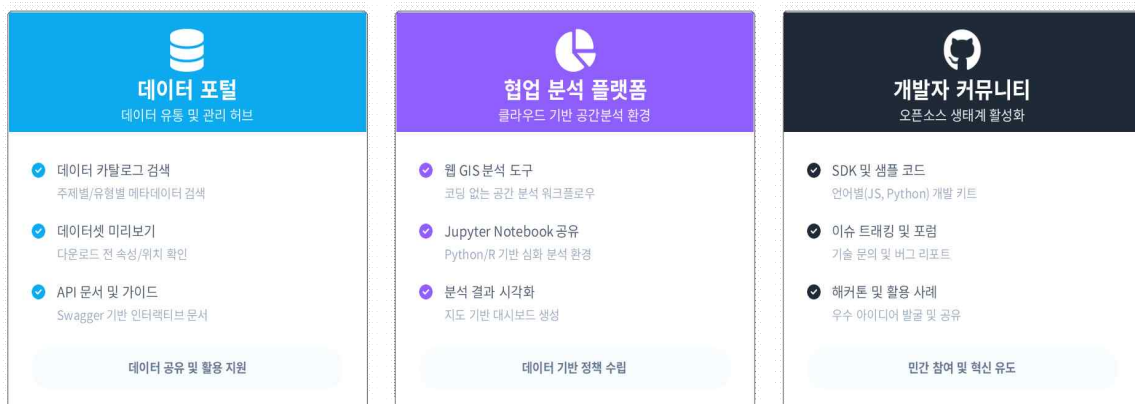 데이터 포털
데이터 유통 및 관리 허브
데이터 카탈로그 검색
주제별/유형별 메타데이터 검색
데이터셋 미리보기
다운로드 전 속성/위치 확인
API 문서 및 가이드
Swagger 기반 인터랙티브 문서
데이터 공유 및 활용 지원
협업 분석 플랫폼
클라우드 기반 공간분석 환경
웹 GIS 분석 도구
코딩 없는 공간 분석 워크플로우
Jupyter Notebook 공유
Python/R 기반 심화 분석 환경
분석 결과 시각화
지도 기반 대시보드 생성
데이터 기반 정책 수립
개발자 커뮤니티
오픈소스 생태계 활성화
SDK 및 샘플 코드
언어별(JS, Python) 개발 키트
이슈 트래킹 및 포럼
기술 문의 및 버그 리포트
해커톤 및 활용 사례
우수 아이디어 발굴 및 공유
민간 참여 및 혁신 유도